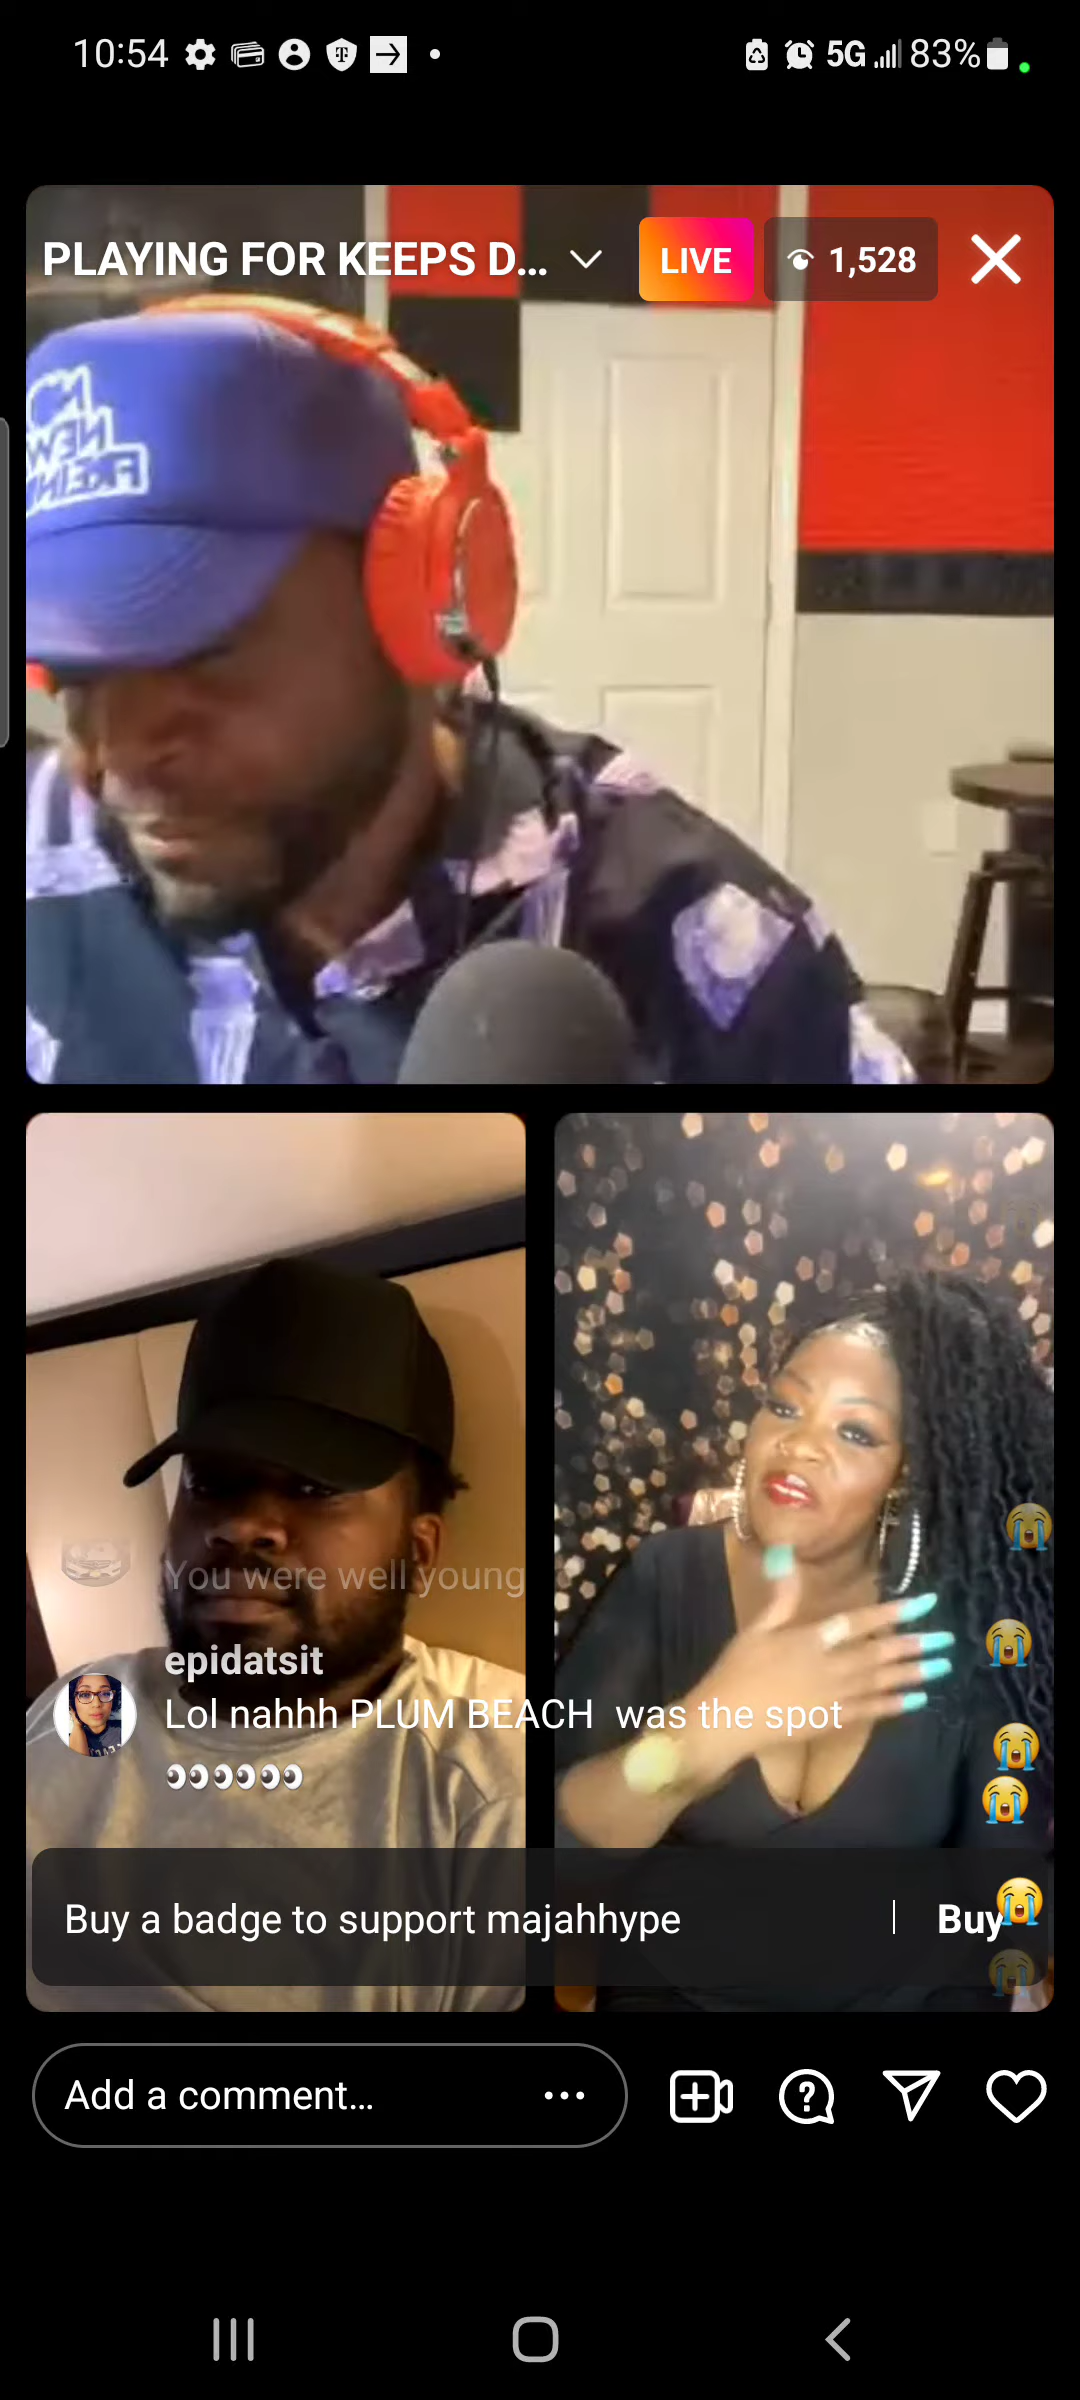 10:54
5G 83%
PLAYING FOR KEEPS D...
LIVE
1,528
You were well young
epidatsit
Lol nahhh PLUM BEACH was the spot
👀👀👀👀👀👀
Buy a badge to support majahhype | Buy
Add a comment...